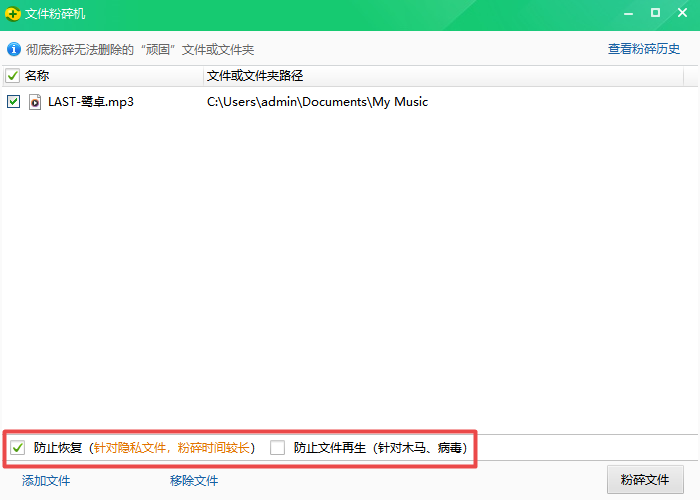 文件粉碎机
彻底粉碎无法删除的“顽固”文件或文件夹 查看粉碎历史
名称 文件或文件夹路径
LAST-鹭卓.mp3 C:\Users\admin\Documents\My Music
防止恢复（针对隐私文件，粉碎时间较长） 防止文件再生（针对木马、病毒）
添加文件 移除文件 粉碎文件